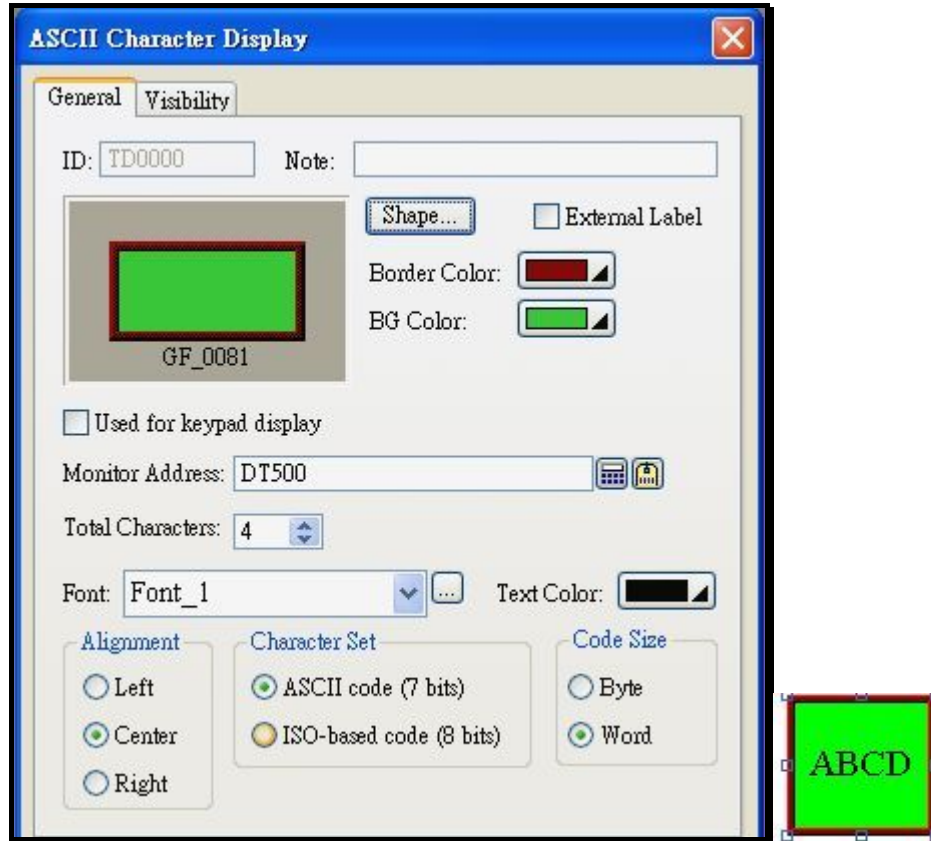 ASCII Character Display
General Visibility
ID: TD0000 Note:
Shape... External Label
Border Color:
BG Color:
GF_0081
Used for keypad display
Monitor Address: DT500
Total Characters: 4
Font: Font_1 ... Text Color:
Alignment Character Set Code Size
Left ASCII code (7 bits) Byte
Center ISO-based code (8 bits) Word
Right
ABCD